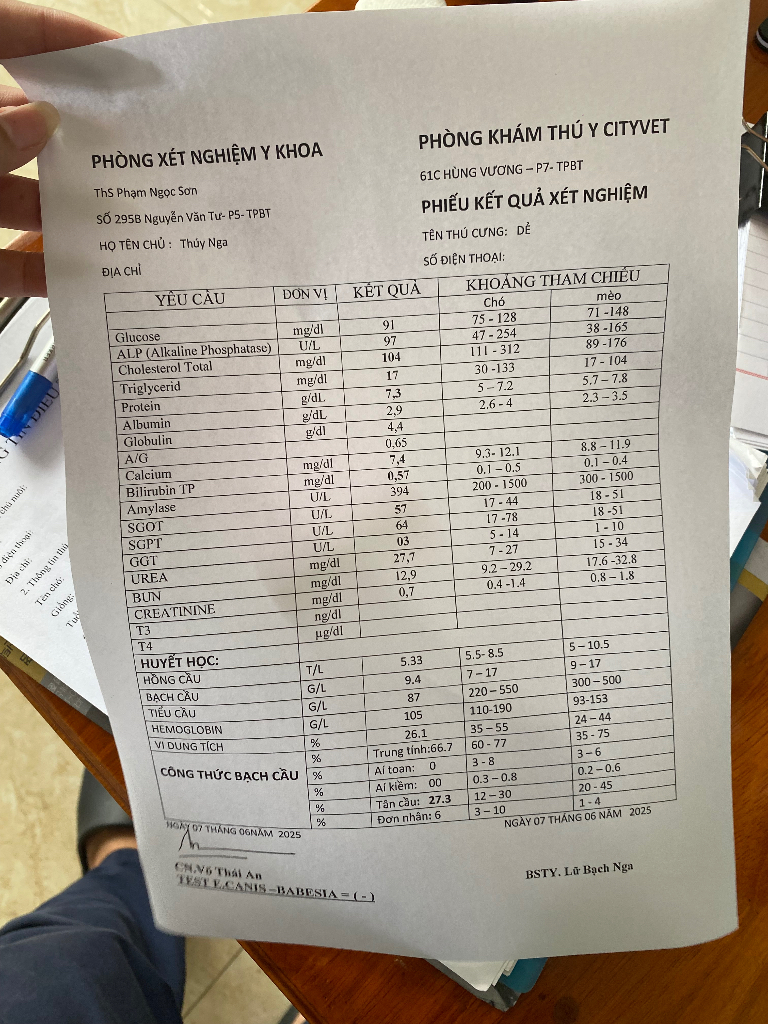 PHÒNG XÉT NGHIỆM Y KHOA
ThS Phạm Ngọc Sơn
SỐ 295B Nguyễn Văn Tư- P5- TPBT
HỌ TÊN CHỦ : Thúy Nga
ĐỊA CHỈ
PHÒNG KHÁM THÚ Y CITYVET
61C HÙNG VƯƠNG – P7- TPBT
PHIẾU KẾT QUẢ XÉT NGHIỆM
TÊN THÚ CƯNG: DẺ
SỐ ĐIỆN THOẠI:
YÊU CẦU ĐƠN VỊ KẾT QUẢ KHOẢNG THAM CHIẾU
Chó mèo
Glucose mg/dl 91 75 - 128 71 -148
ALP (Alkaline Phosphatase) U/L 97 47 - 254 38 -165
Cholesterol Total mg/dl 104 111 - 312 89 -176
Triglycerid mg/dl 17 30 -133 17 - 104
Protein g/dL 7,3 5 – 7.2 5.7 – 7.8
Albumin g/dL 2,9 2.6 - 4 2.3 – 3.5
Globulin g/dl 4,4
A/G 0,65
Calcium mg/dl 7,4 9.3- 12.1 8.8 – 11.9
Bilirubin TP mg/dl 0,57 0.1 – 0.5 0.1 – 0.4
Amylase U/L 394 200 - 1500 300 - 1500
SGOT U/L 57 17 - 44 18 - 51
SGPT U/L 64 17 -78 18 -51
GGT U/L 03 5 - 14 1 - 10
UREA mg/dl 27,7 7 - 27 15 - 34
BUN mg/dl 12,9 9.2 – 29.2 17.6 -32.8
CREATININE mg/dl 0,7 0.4 -1.4 0.8 – 1.8
T3 ng/dl
T4 µg/dl
HUYẾT HỌC:
HỒNG CẦU T/L 5.33 5.5- 8.5 5 – 10.5
BẠCH CẦU G/L 9.4 7 – 17 9 – 17
TIỂU CẦU G/L 87 220 – 550 300 – 500
HEMOGLOBIN G/L 105 110-190 93-153
VI DUNG TÍCH % 26.1 35 – 55 24 – 44
CÔNG THỨC BẠCH CẦU
% Trung tính:66.7 60 - 77 35 - 75
% Aí toan: 0 3 - 8 3 – 6
% Aí kiềm: 00 0.3 – 0.8 0.2 – 0.6
% Tân cầu: 27.3 12 – 30 20 - 45
% Đơn nhân: 6 3 – 10 1 - 4
NGÀY 07 THÁNG 06NĂM 2025
CN.Võ Thái An
TEST E.CANIS –BABESIA = ( - )
NGÀY 07 THÁNG 06 NĂM 2025
BSTY. Lữ Bạch Nga